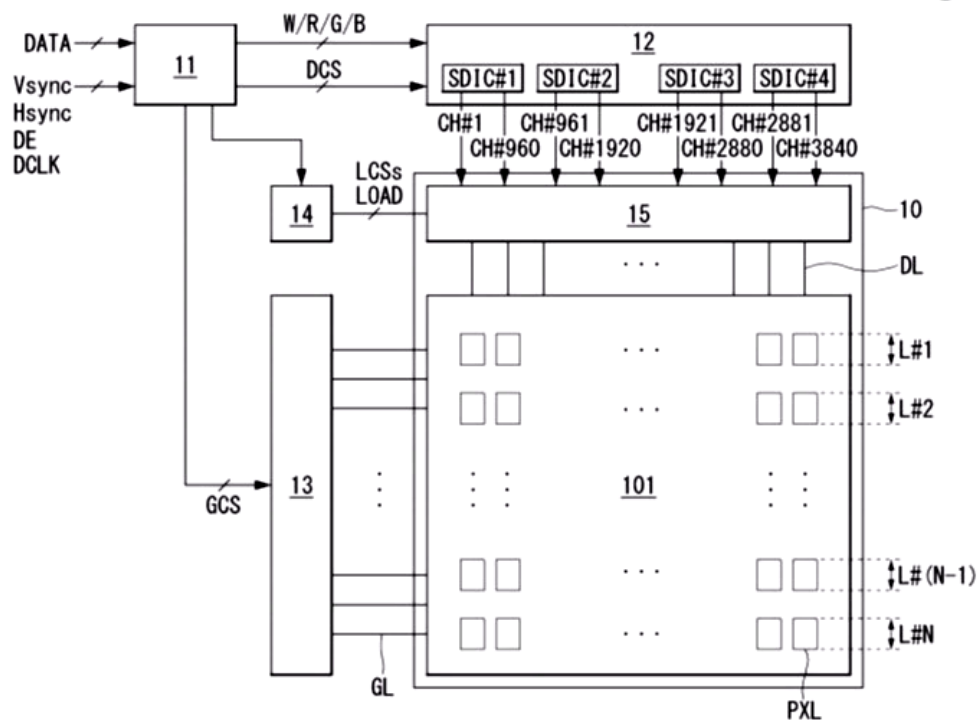 W/R/G/B
DATA
11
12
DCS
SDIC#1 SDIC#2 SDIC#3 SDIC#4
Vsync
Hsync
DE
DCLK
CH#1 CH#961 CH#1921 CH#2881
CH#960 CH#1920 CH#2880 CH#3840
LCSs
LOAD
14
15
10
DL
L#1
L#2
13
GCS
101
L#(N-1)
L#N
GL
PXL